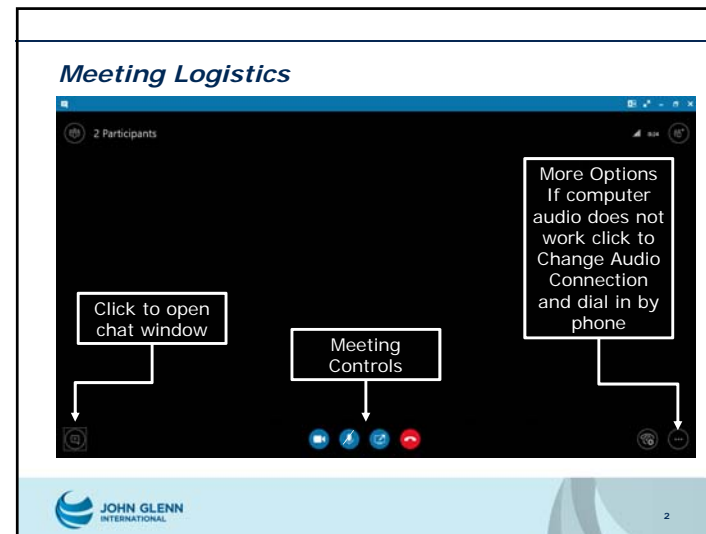 Meeting Logistics
2 Participants
More Options
If computer
audio does not
work click to
Change Audio
Connection
and dial in by
phone
Click to open
chat window
Meeting
Controls
JOHN GLENN
INTERNATIONAL
2